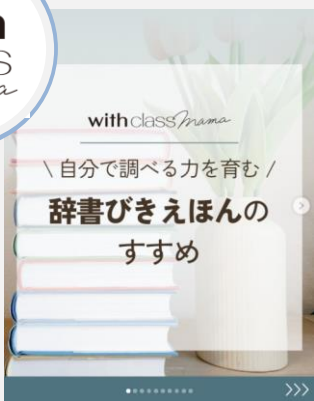 with class mama
\ 自分で調べる力を育む /
辞書びきえほんの
すすめ
>>>